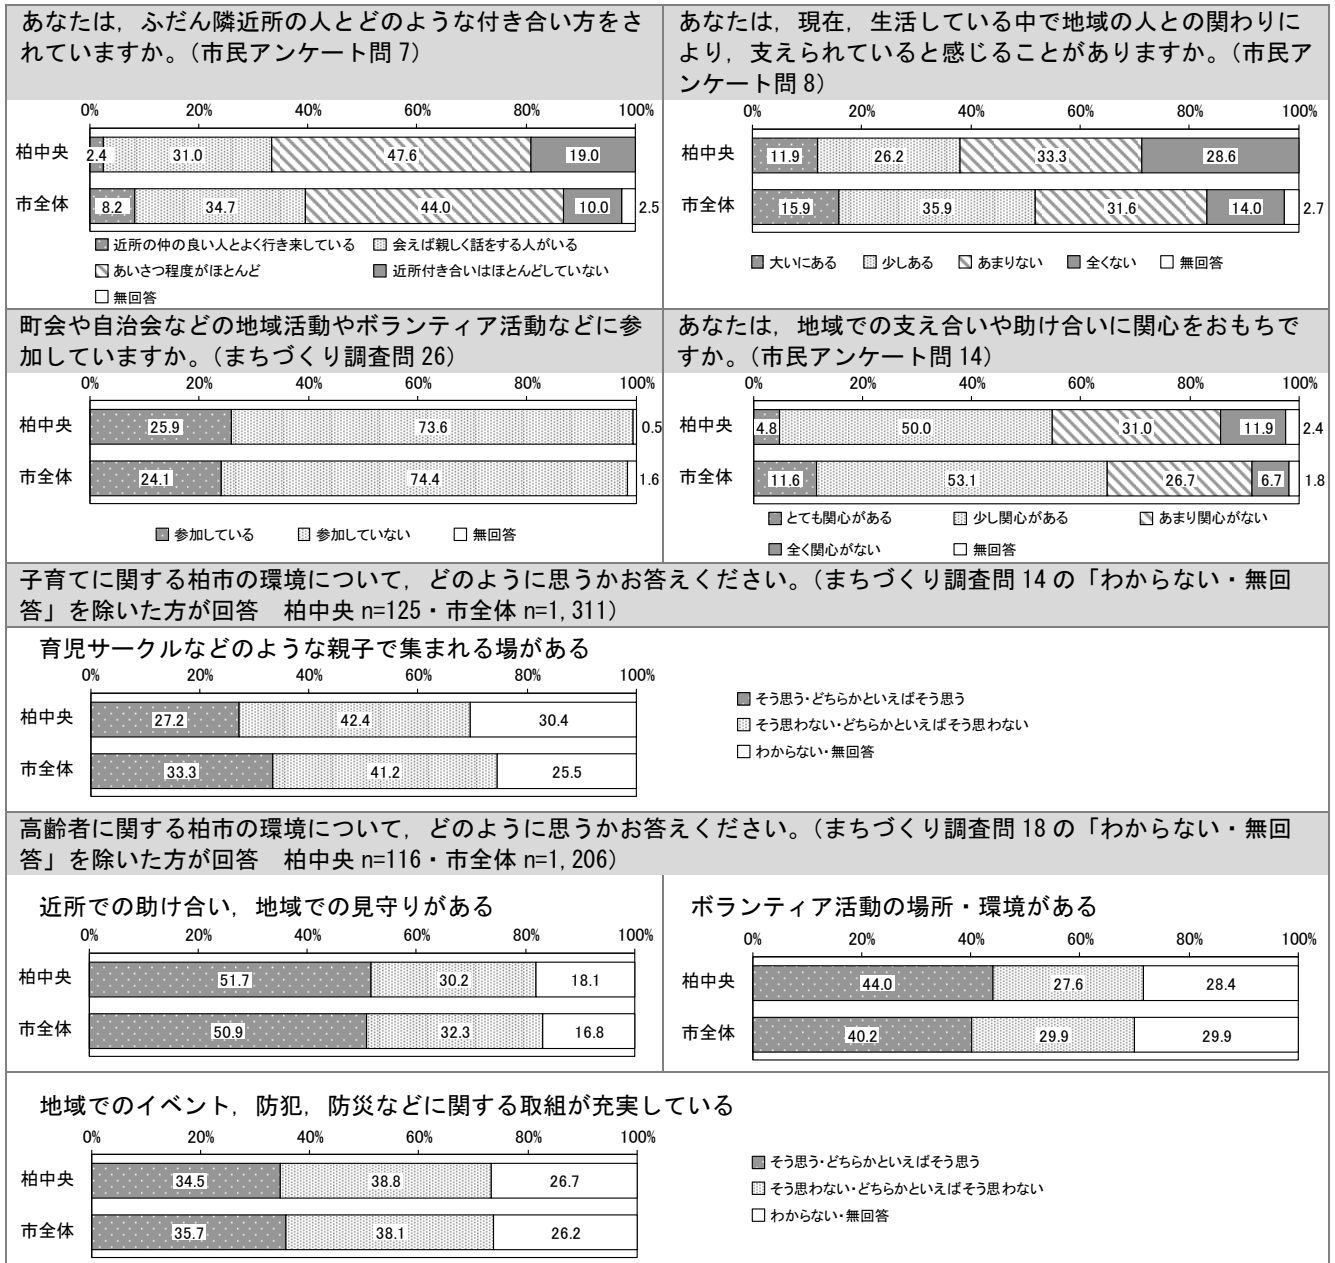 あなたは，ふだん隣近所の人とどのような付き合い方をさ
れていますか。（市民アンケート問7）
0% 20% 40% 60% 80% 100%
柏中央 2.4 31.0 47.6 19.0
市全体 8.2 34.7 44.0 10.0 2.5
近所の仲の良い人とよく行き来している 会えば親しく話をする人がいる
あいさつ程度がほとんど 近所付き合いはほとんどしていない
無回答
あなたは，現在，生活している中で地域の人との関わりに
より，支えられていると感じることがありますか。（市民ア
ンケート問8）
0% 20% 40% 60% 80% 100%
柏中央 11.9 26.2 33.3 28.6
市全体 15.9 35.9 31.6 14.0 2.7
大いにある 少しある あまりない 全くない 無回答
町会や自治会などの地域活動やボランティア活動などに参
加していますか。（まちづくり調査問26）
0% 20% 40% 60% 80% 100%
柏中央 25.9 73.6 0.5
市全体 24.1 74.4 1.6
参加している 参加していない 無回答
あなたは，地域での支え合いや助け合いに関心をおもちで
すか。（市民アンケート問14）
0% 20% 40% 60% 80% 100%
柏中央 4.8 50.0 31.0 11.9 2.4
市全体 11.6 53.1 26.7 6.7 1.8
とても関心がある 少し関心がある あまり関心がない
全く関心がない 無回答
子育てに関する柏市の環境について，どのように思うかお答えください。（まちづくり調査問14の「わからない・無回
答」を除いた方が回答　柏中央 n=125・市全体 n=1,311）
育児サークルなどのような親子で集まれる場がある
0% 20% 40% 60% 80% 100%
柏中央 27.2 42.4 30.4
市全体 33.3 41.2 25.5
そう思う・どちらかといえばそう思う
そう思わない・どちらかといえばそう思わない
わからない・無回答
高齢者に関する柏市の環境について，どのように思うかお答えください。（まちづくり調査問18の「わからない・無回
答」を除いた方が回答　柏中央 n=116・市全体 n=1,206）
近所での助け合い，地域での見守りがある
0% 20% 40% 60% 80% 100%
柏中央 51.7 30.2 18.1
市全体 50.9 32.3 16.8
ボランティア活動の場所・環境がある
0% 20% 40% 60% 80% 100%
柏中央 44.0 27.6 28.4
市全体 40.2 29.9 29.9
地域でのイベント，防犯，防災などに関する取組が充実している
0% 20% 40% 60% 80% 100%
柏中央 34.5 38.8 26.7
市全体 35.7 38.1 26.2
そう思う・どちらかといえばそう思う
そう思わない・どちらかといえばそう思わない
わからない・無回答